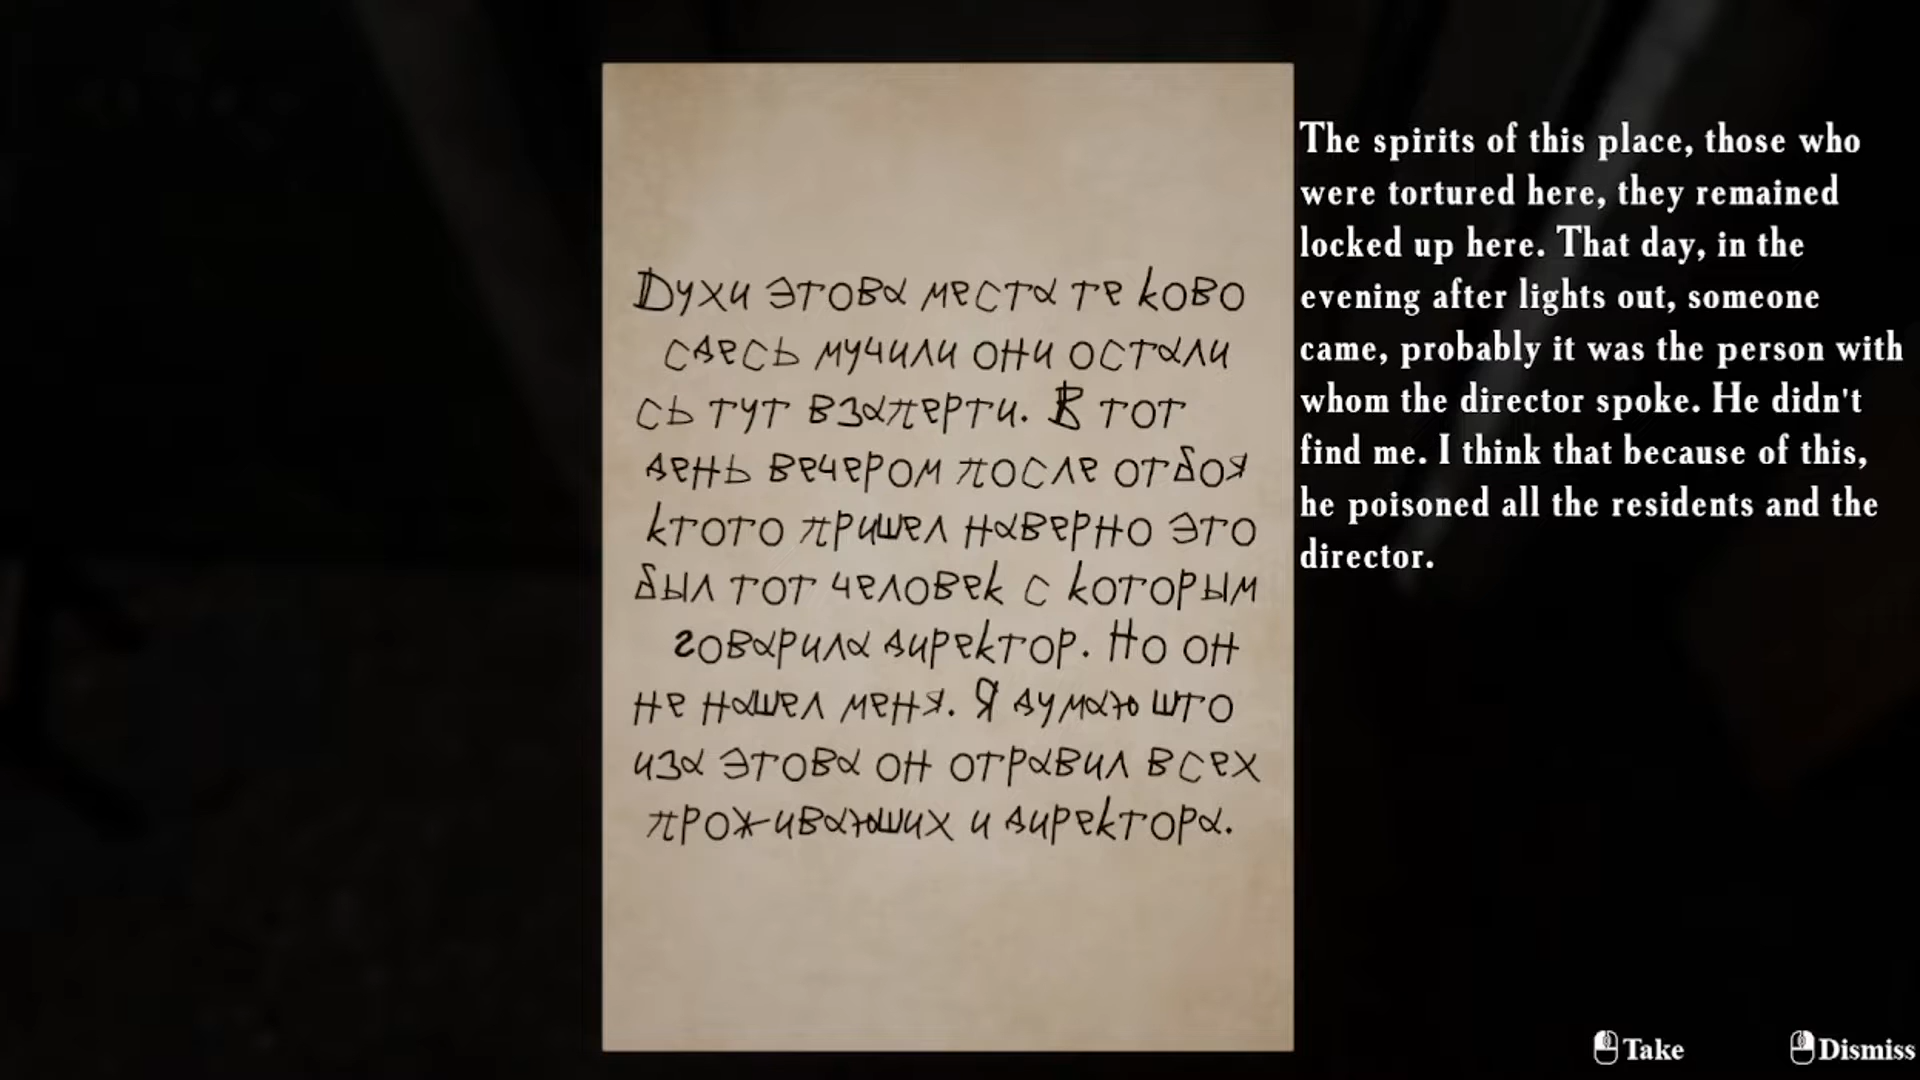 Духи этова места те ково
сдесь мучили они остали
сь тут взаперти. В тот
день вечером после отбоя
ктото пришел наверно это
был тот человек с которым
говарила директор. Но он
не нашел меня. Я думаю што
иза этова он отравил всех
проживаюших и директора.
The spirits of this place, those who
were tortured here, they remained
locked up here. That day, in the
evening after lights out, someone
came, probably it was the person with
whom the director spoke. He didn't
find me. I think that because of this,
he poisoned all the residents and the
director.
Take
Dismiss